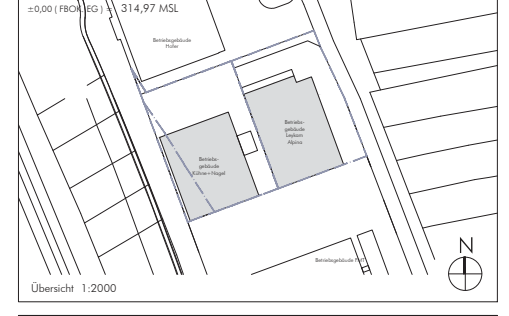 ±0,00 ( FBOK EG ) = 314,97 MSL
Betriebsgebäude
Hofer
Betriebs-
gebäude
Leykam
Alpina
Betriebs-
gebäude
Kühne+Nagel
Betriebsgebäude FMT
N
Übersicht 1:2000